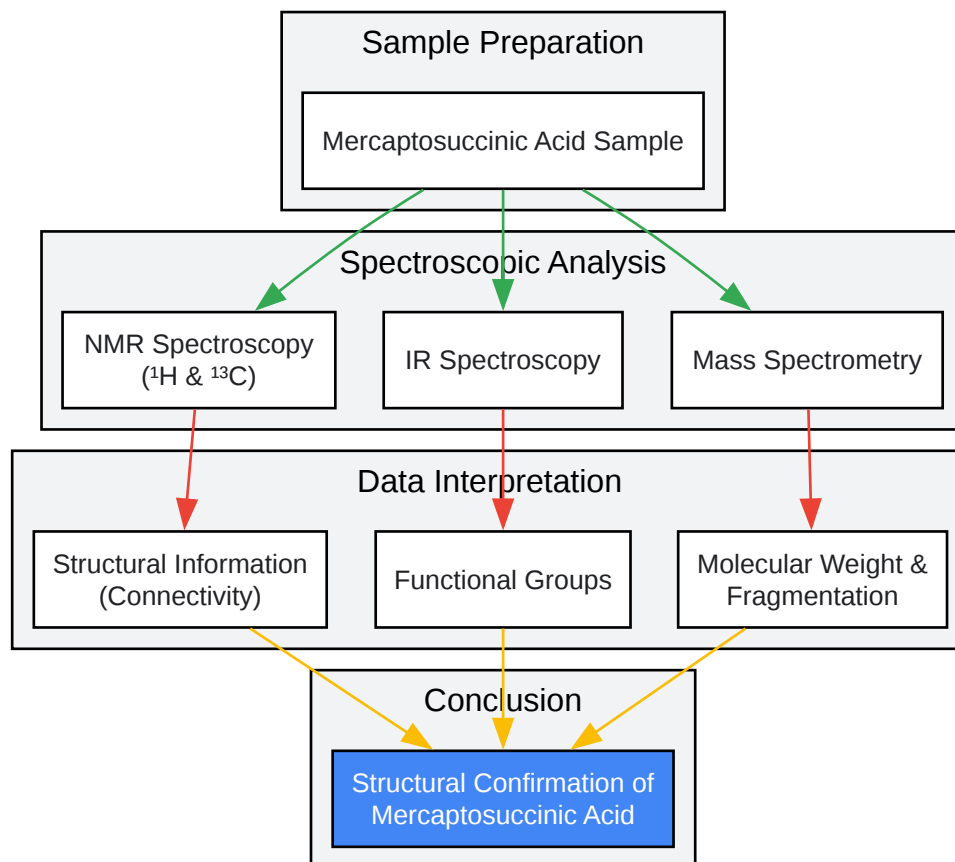 Sample Preparation
Mercaptosuccinic Acid Sample
Spectroscopic Analysis
NMR Spectroscopy
(¹H & ¹³C)
IR Spectroscopy
Mass Spectrometry
Data Interpretation
Structural Information
(Connectivity)
Functional Groups
Molecular Weight &
Fragmentation
Conclusion
Structural Confirmation of
Mercaptosuccinic Acid